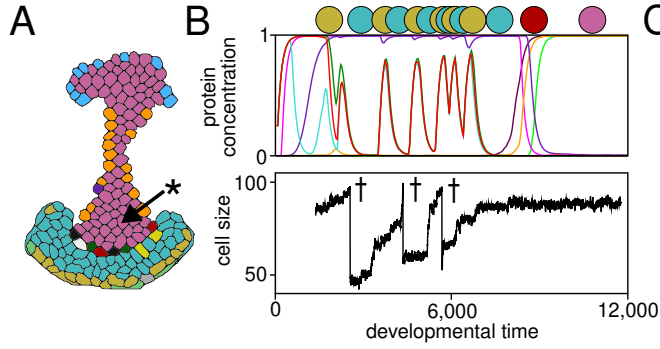 A
B
C
protein
concentration
1
0
*
cell size
100
50
† † †
0
6,000
12,000
developmental time